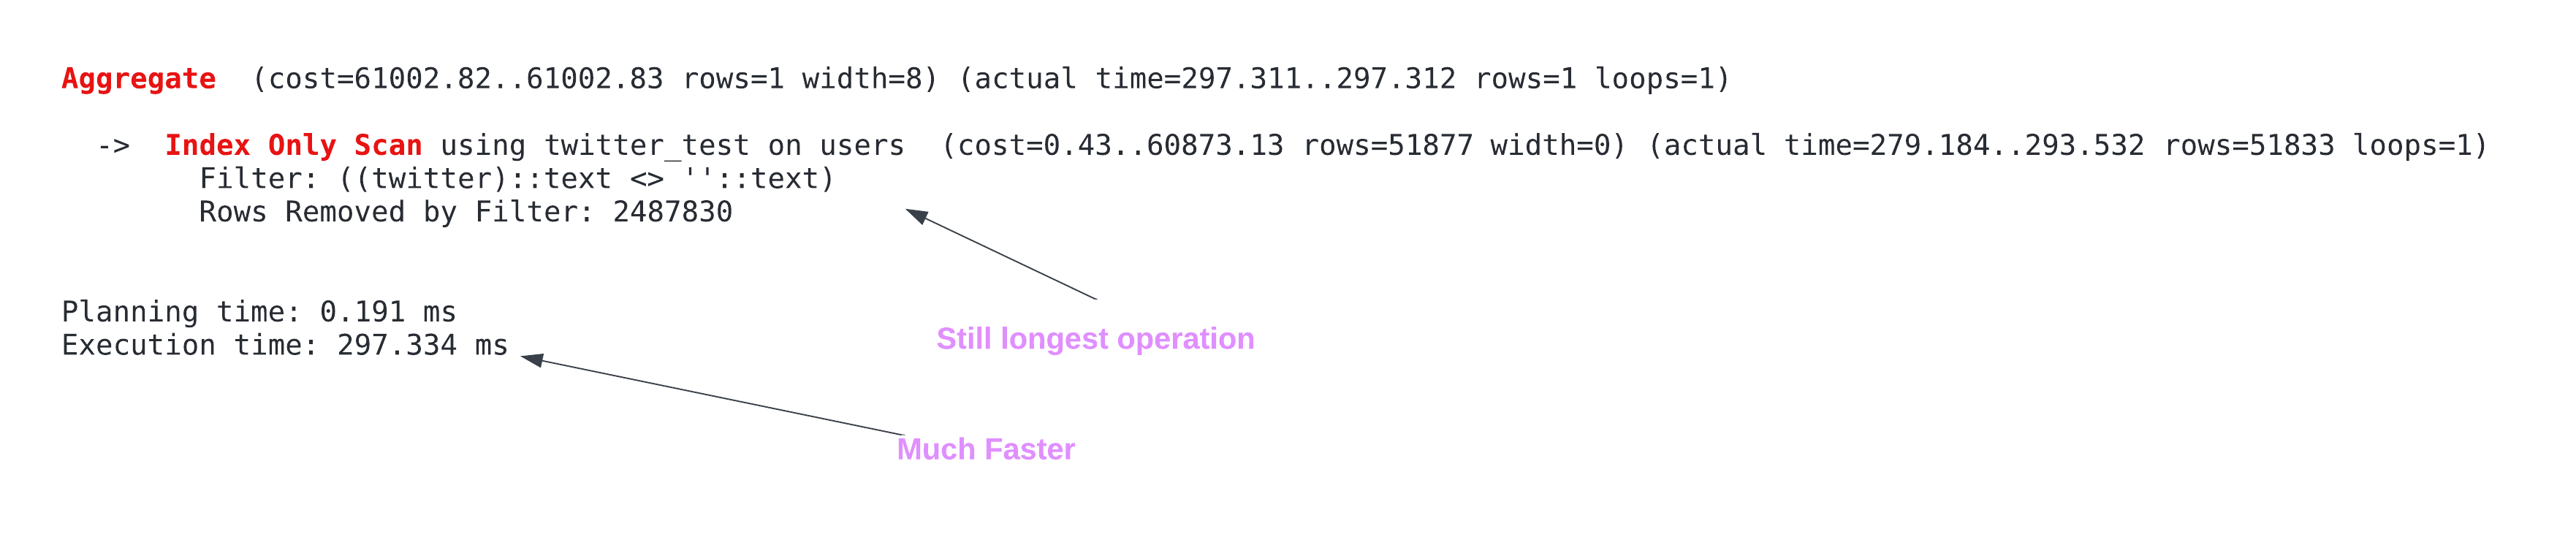 Aggregate (cost=61002.82..61002.83 rows=1 width=8) (actual time=297.311..297.312 rows=1 loops=1)
-> Index Only Scan using twitter_test on users (cost=0.43..60873.13 rows=51877 width=0) (actual time=279.184..293.532 rows=51833 loops=1)
Filter: ((twitter)::text <> ''::text)
Rows Removed by Filter: 2487830
Planning time: 0.191 ms
Execution time: 297.334 ms
Still longest operation
Much Faster